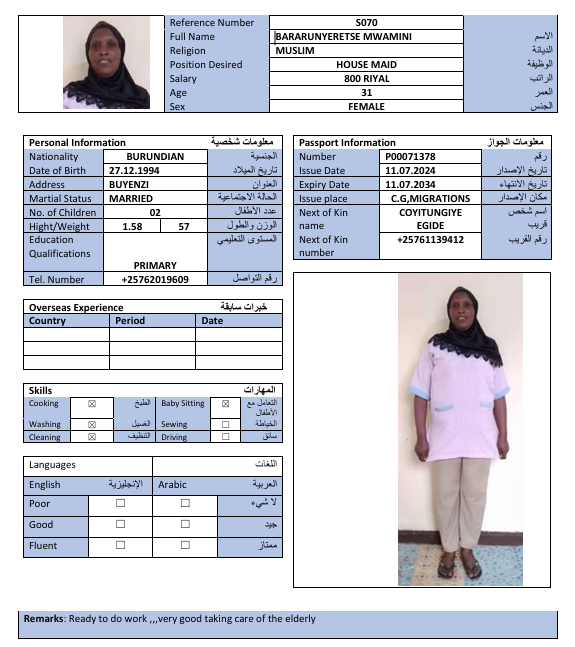 Reference Number S070
Full Name BARARUNYERETSE MWAMINI الاسم
Religion MUSLIM الديانة
Position Desired HOUSE MAID الوظيفة
Salary 800 RIYAL الراتب
Age 31 العمر
Sex FEMALE الجنس
Personal Information معلومات شخصية
Nationality BURUNDIAN الجنسية
Date of Birth 27.12.1994 تاريخ الميلاد
Address BUYENZI العنوان
Martial Status MARRIED الحالة الاجتماعية
No. of Children 02 عدد الأطفال
Hight/Weight 1.58 57 الوزن والطول
Education Qualifications PRIMARY المستوى التعليمي
Tel. Number +25762019609 رقم التواصل
Passport Information معلومات الجواز
Number P00071378 رقم
Issue Date 11.07.2024 تاريخ الإصدار
Expiry Date 11.07.2034 تاريخ الانتهاء
Issue place C.G,MIGRATIONS مكان الإصدار
Next of Kin name COYITUNGIYE EGIDE اسم شخص قريب
Next of Kin number +25761139412 رقم القريب
Overseas Experience خبرات سابقة
Country Period Date
Skills المهارات
Cooking ☒ الطبخ Baby Sitting ☒ التعامل مع الأطفال
Washing ☒ الغسيل Sewing ☐ الخياطة
Cleaning ☒ التنظيف Driving ☐ سائق
Languages اللغات
English الإنجليزية Arabic العربية
Poor ☐ ☐ لا شيء
Good ☐ ☐ جيد
Fluent ☐ ☐ ممتاز
Remarks: Ready to do work ,,,very good taking care of the elderly